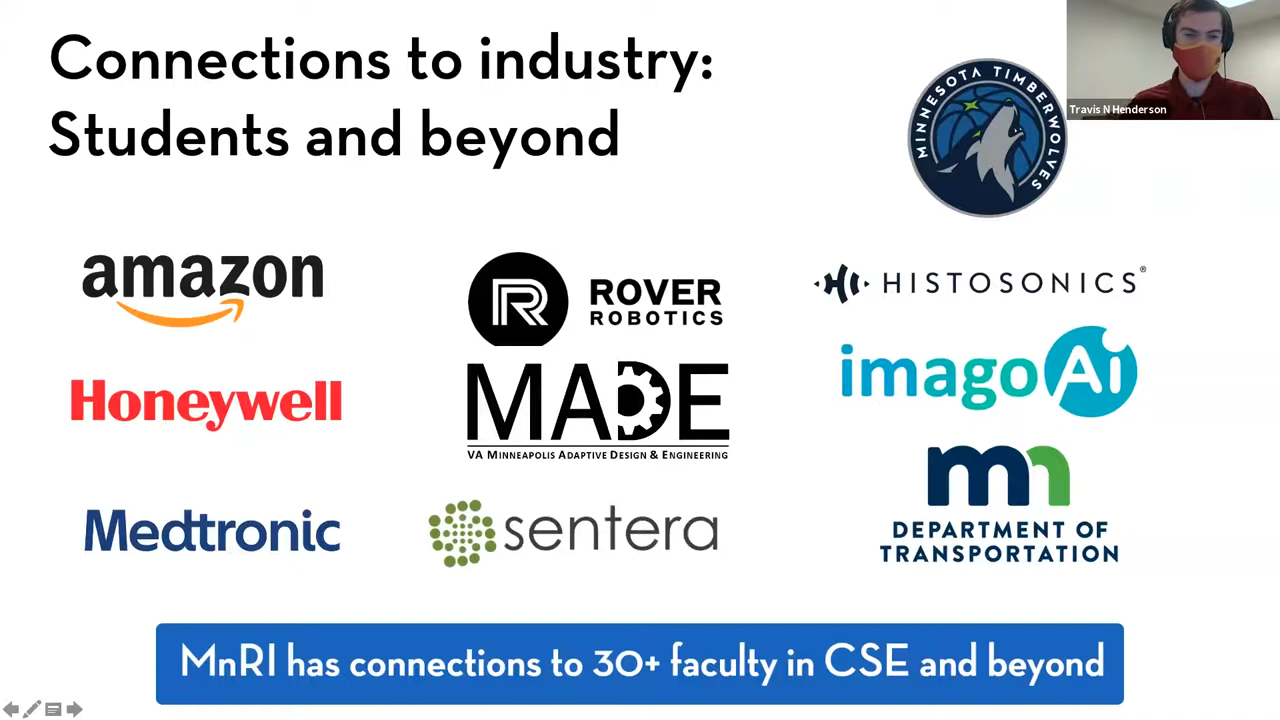 Connections to industry:
Students and beyond
MINNESOTA TIMBERWOLVES
Travis N Henderson
amazon
R ROVER
ROBOTICS
HISTOSONICS®
imagoAi
Honeywell
MADE
VA MINNEAPOLIS ADAPTIVE DESIGN & ENGINEERING
mn
DEPARTMENT OF
TRANSPORTATION
Medtronic
sentera
MnRI has connections to 30+ faculty in CSE and beyond